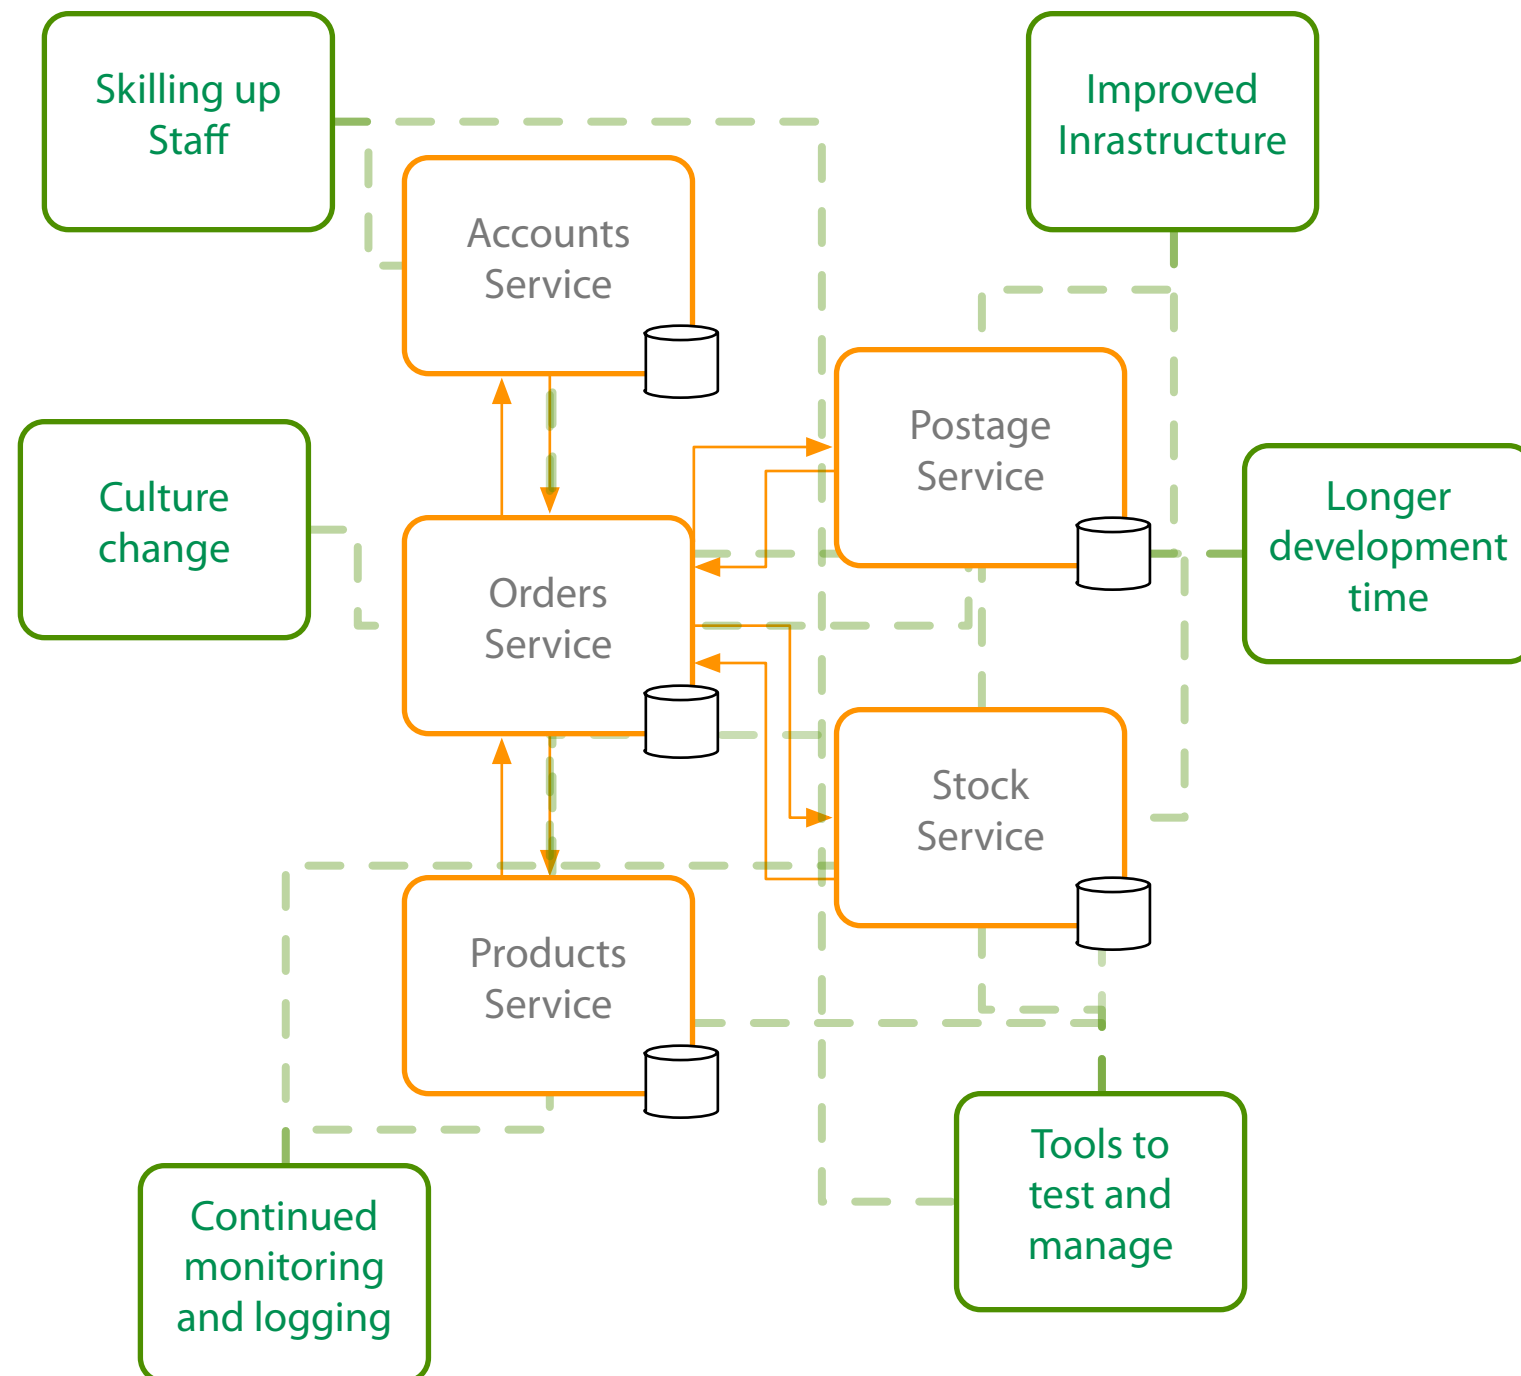 Skilling up
Staff
Improved
Inrastructure
Accounts
Service
Postage
Service
Culture
change
Longer
development
time
Orders
Service
Stock
Service
Products
Service
Tools to
test and
manage
Continued
monitoring
and logging